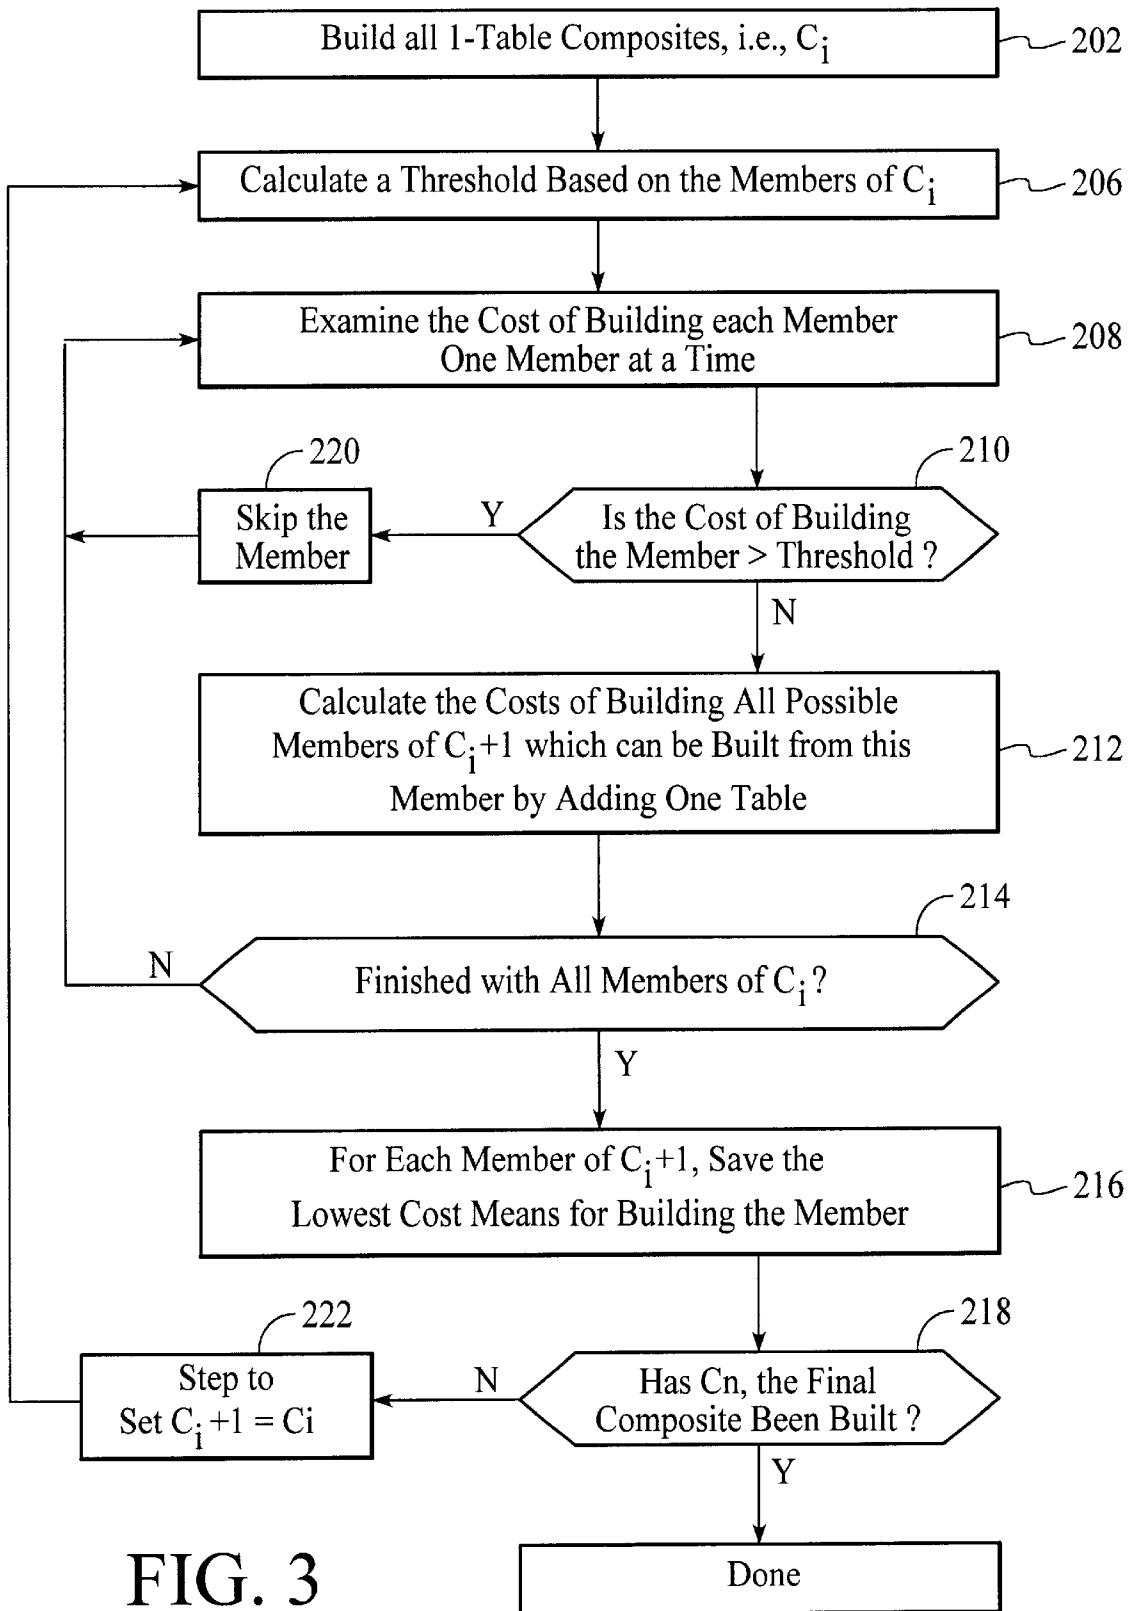 Build all 1-Table Composites, i.e., Ci
202
Calculate a Threshold Based on the Members of Ci
206
Examine the Cost of Building each Member
One Member at a Time
208
220
Skip the
Member
Y
210
Is the Cost of Building
the Member > Threshold ?
N
Calculate the Costs of Building All Possible
Members of Ci+1 which can be Built from this
Member by Adding One Table
212
214
N
Finished with All Members of Ci?
Y
For Each Member of Ci+1, Save the
Lowest Cost Means for Building the Member
216
222
Step to
Set Ci+1 = Ci
N
218
Has Cn, the Final
Composite Been Built ?
Y
Done
FIG. 3